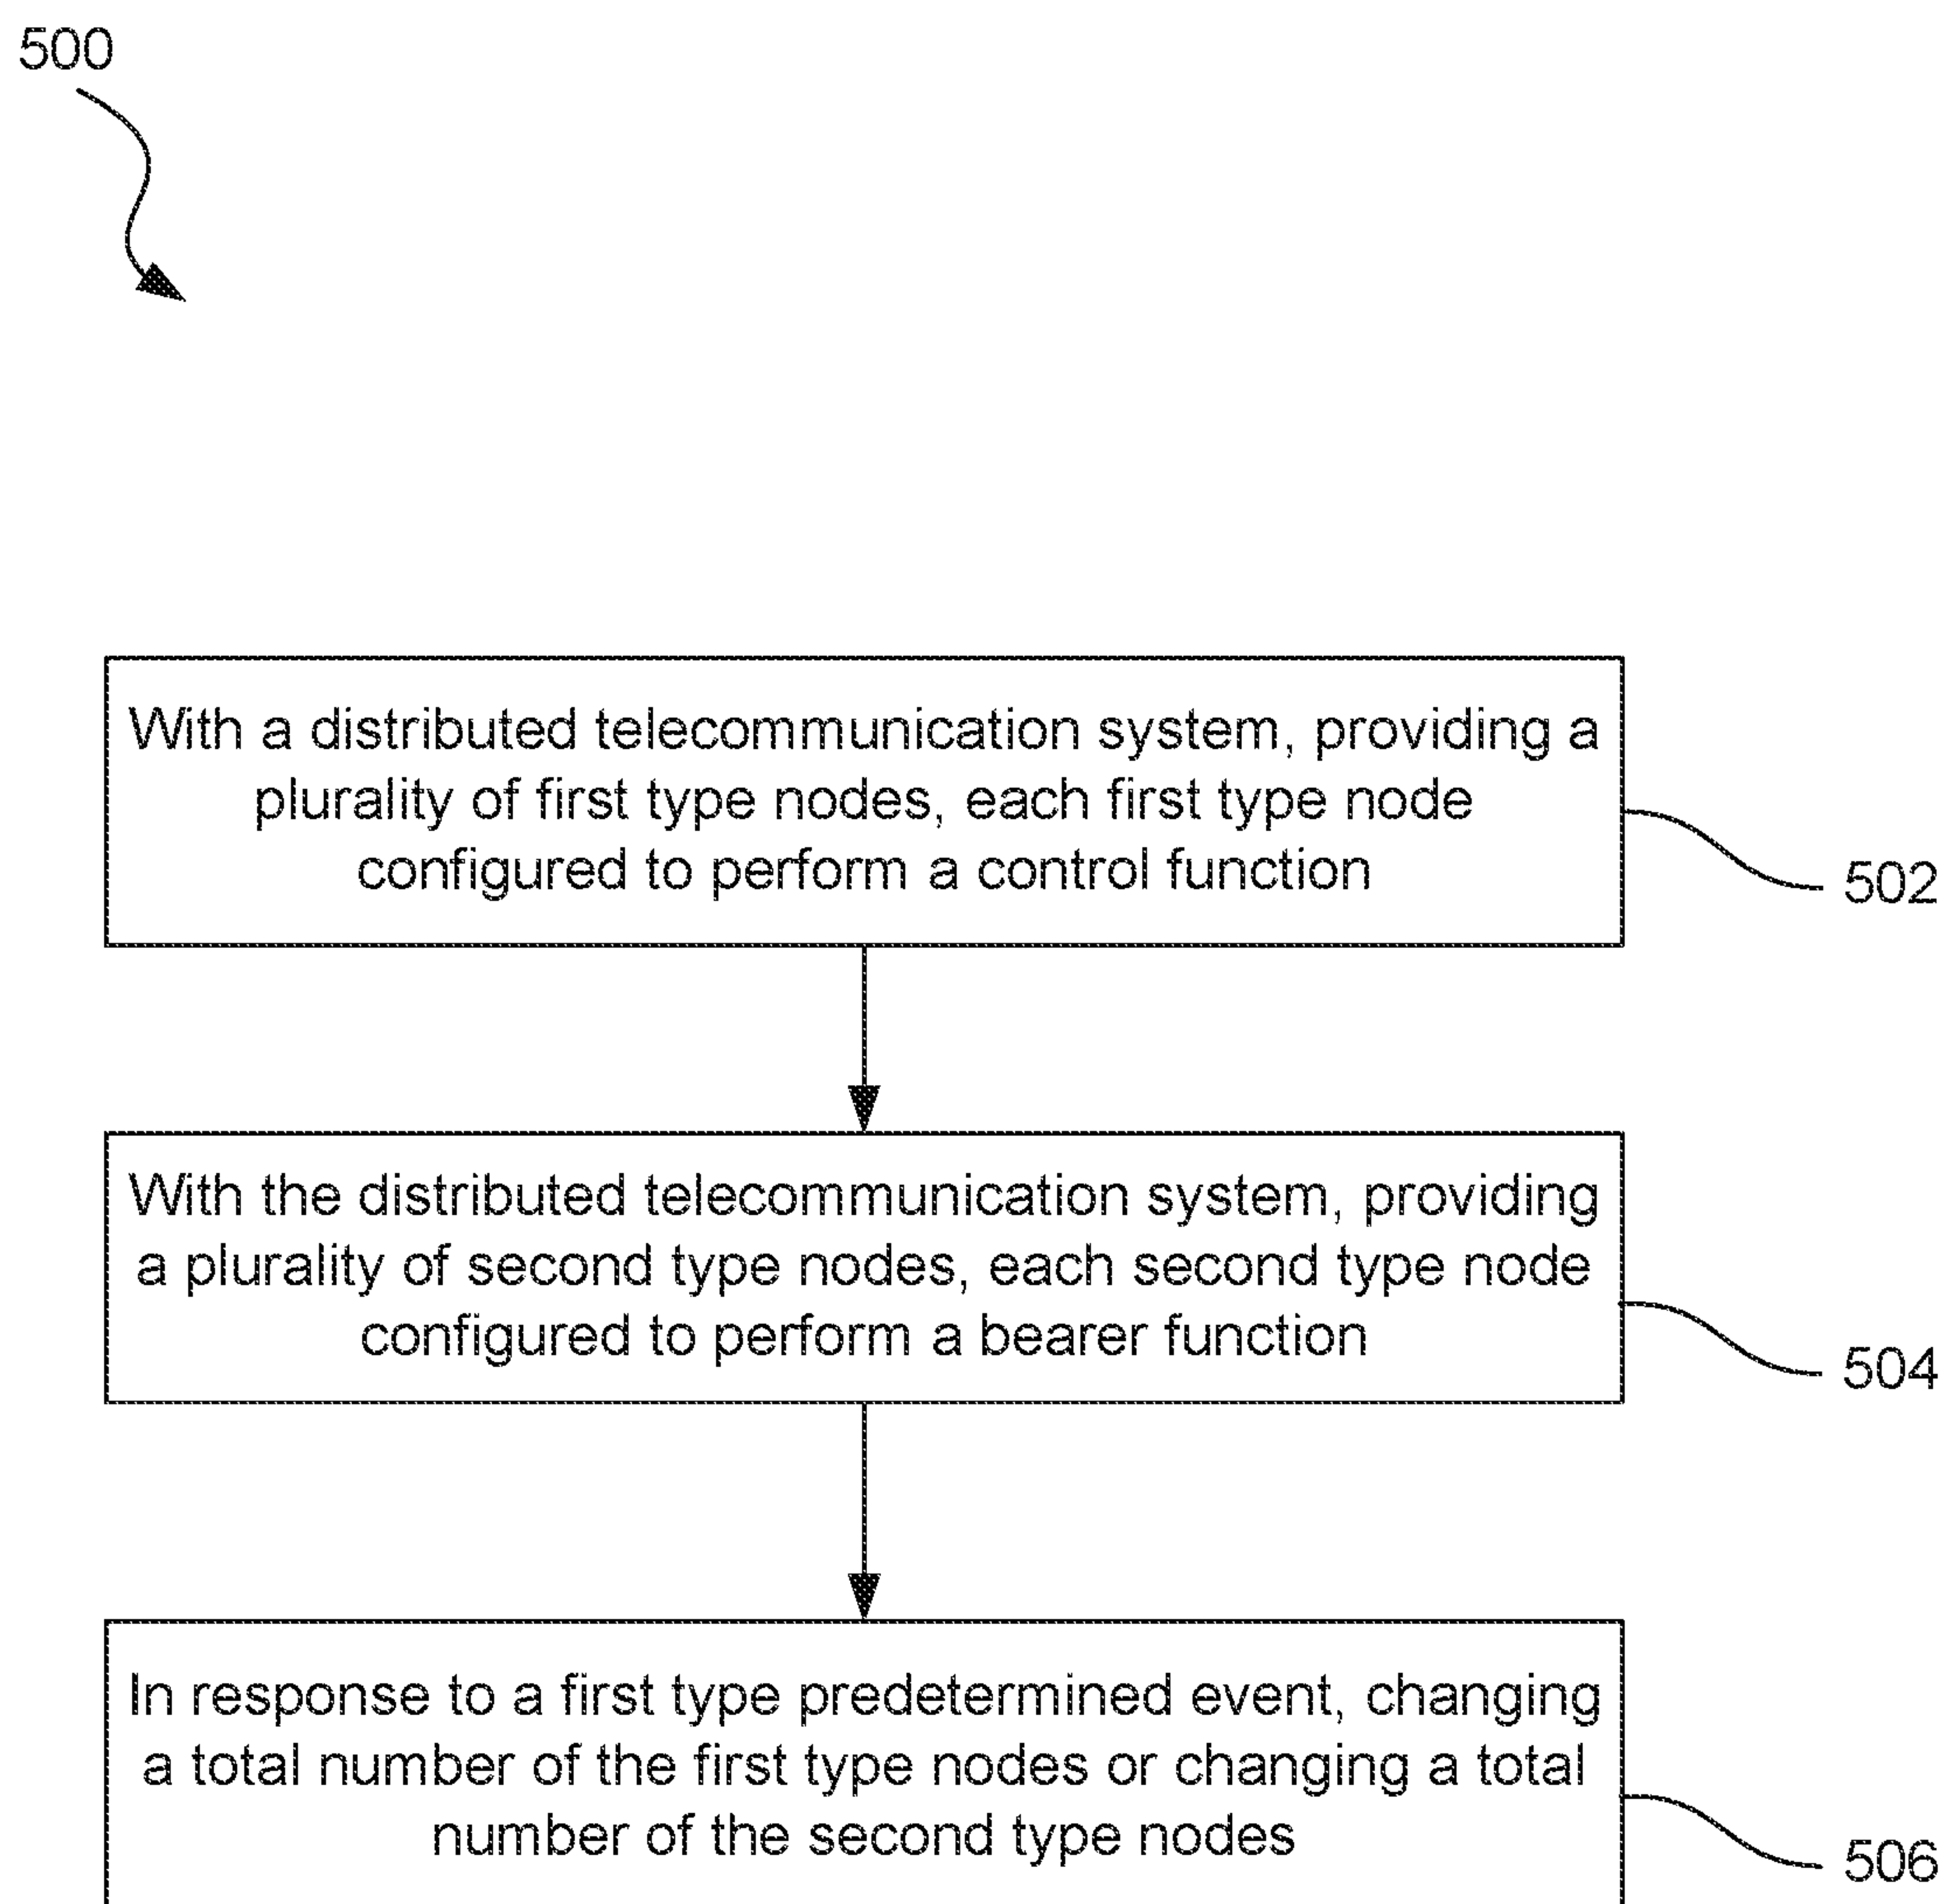 500
With a distributed telecommunication system, providing a
plurality of first type nodes, each first type node
configured to perform a control function
502
With the distributed telecommunication system, providing
a plurality of second type nodes, each second type node
configured to perform a bearer function
504
In response to a first type predetermined event, changing
a total number of the first type nodes or changing a total
number of the second type nodes
506